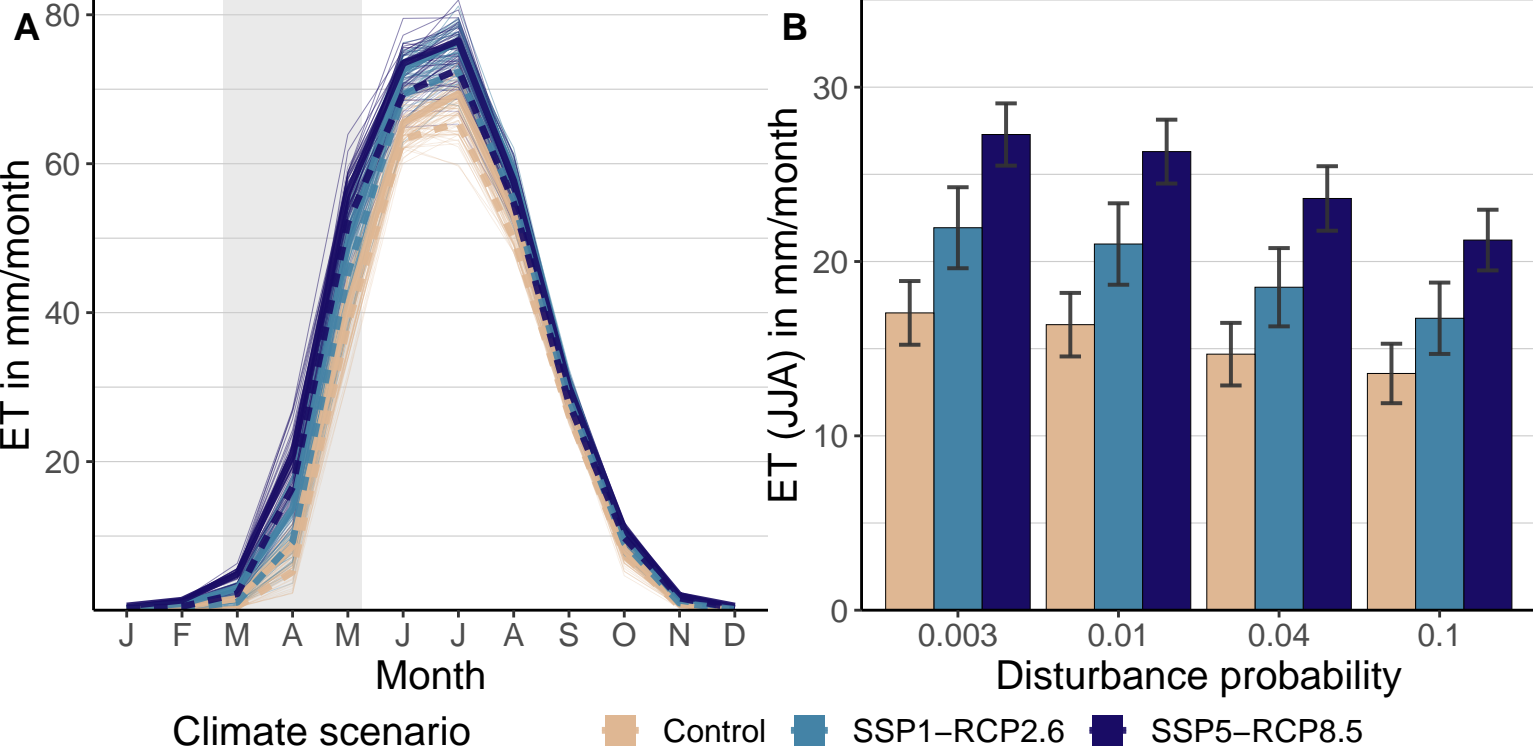 A
80
60
40
20
ET in mm/month
J F M A M J J A S O N D
Month
B
30
20
10
0
ET (JJA) in mm/month
0.003 0.01 0.04 0.1
Disturbance probability
Climate scenario Control SSP1−RCP2.6 SSP5−RCP8.5